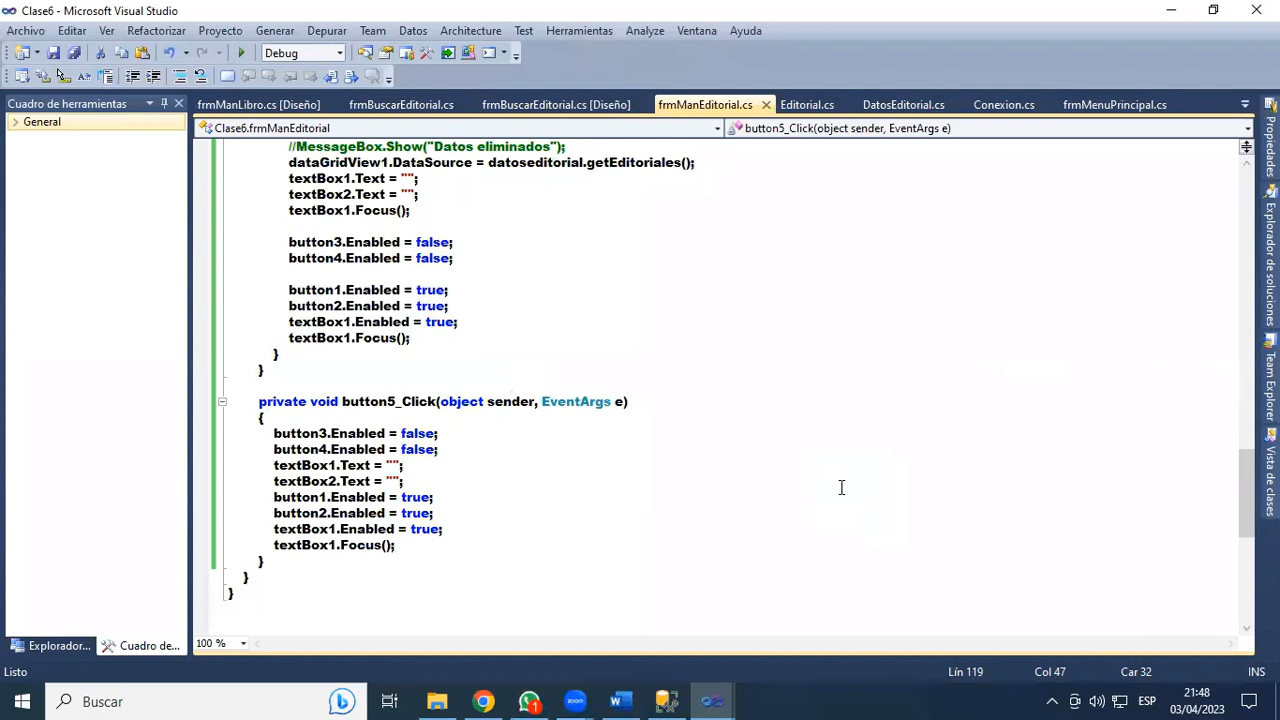 Clase6 - Microsoft Visual Studio
Archivo Editar Ver Refactorizar Proyecto Generar Depurar Team Datos Architecture Test Herramientas Analyze Ventana Ayuda
Debug
Cuadro de herramientas
General
frmManLibro.cs [Diseño] frmBuscarEditorial.cs frmBuscarEditorial.cs [Diseño] frmManEditorial.cs Editorial.cs DatosEditorial.cs Conexion.cs frmMenuPrincipal.cs
Clase6.frmManEditorial button5_Click(object sender, EventArgs e)
//MessageBox.Show("Datos eliminados");
dataGridView1.DataSource = datoseditorial.getEditoriales();
textBox1.Text = "";
textBox2.Text = "";
textBox1.Focus();
button3.Enabled = false;
button4.Enabled = false;
button1.Enabled = true;
button2.Enabled = true;
textBox1.Enabled = true;
textBox1.Focus();
}
}
private void button5_Click(object sender, EventArgs e)
{
button3.Enabled = false;
button4.Enabled = false;
textBox1.Text = "";
textBox2.Text = "";
button1.Enabled = true;
button2.Enabled = true;
textBox1.Enabled = true;
textBox1.Focus();
}
}
}
Propiedades
Explorador de soluciones
Team Explorer
Vista de clases
100 %
Explorador... Cuadro de...
Listo Lín 119 Col 47 Car 32 INS
Buscar
1
zoom
ESP
21:48
03/04/2023